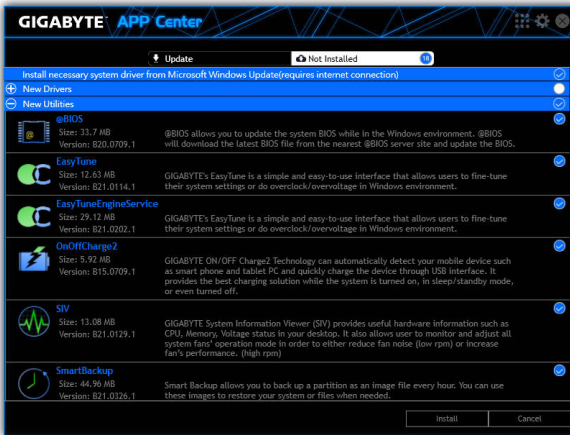 GIGABYTE™ APP Center
Update
Not Installed 18
Install necessary system driver from Microsoft Windows Update(requires internet connection)
New Drivers
New Utilities
@BIOS
Size: 33.7 MB
Version: B20.0709.1
@BIOS allows you to update the system BIOS while in the Windows environment. @BIOS
will download the latest BIOS file from the nearest @BIOS server site and update the BIOS.
EasyTune
Size: 12.63 MB
Version: B21.0114.1
GIGABYTE's EasyTune is a simple and easy-to-use interface that allows users to fine-tune
their system settings or do overclock/overvoltage in Windows environment.
EasyTuneEngineService
Size: 29.12 MB
Version: B21.0202.1
GIGABYTE's EasyTune is a simple and easy-to-use interface that allows users to fine-tune
their system settings or do overclock/overvoltage in Windows environment.
OnOffCharge2
Size: 5.92 MB
Version: B15.0709.1
GIGABYTE ON/OFF Charge2 Technology can automatically detect your mobile device such
as smart phone and tablet PC and quickly charge the device through USB interface. It
provides the best charging solution while the system is turned on, in sleep/standby mode,
or even turned off.
SIV
Size: 13.08 MB
Version: B21.0129.1
GIGABYTE System Information Viewer (SIV) provides useful hardware information such as
CPU, Memory, Voltage status in your desktop. It also allows user to monitor and adjust all
system fans' operation mode in order to either reduce fan noise (low rpm) or increase
fan's performance. (high rpm)
SmartBackup
Size: 44.96 MB
Version: B21.0326.1
Smart Backup allows you to back up a partition as an image file every hour. You can use
these images to restore your system or files when needed.
Install
Cancel